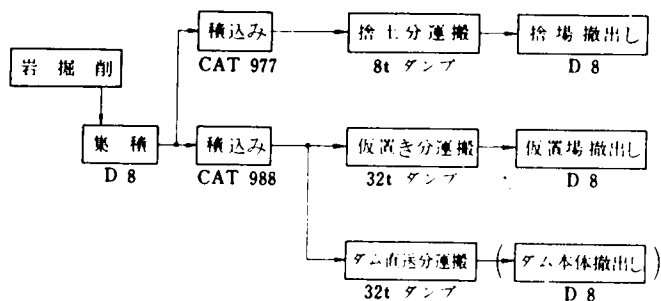 積込み
捨土分運搬
捨場撤出し
CAT 977
8t ダンプ
D 8
岩掘削
集積
積込み
仮置き分運搬
仮置場撤出し
D 8
CAT 988
32t ダンプ
D 8
ダム直送分運搬
(ダム本体撤出し)
32t ダンプ
D 8